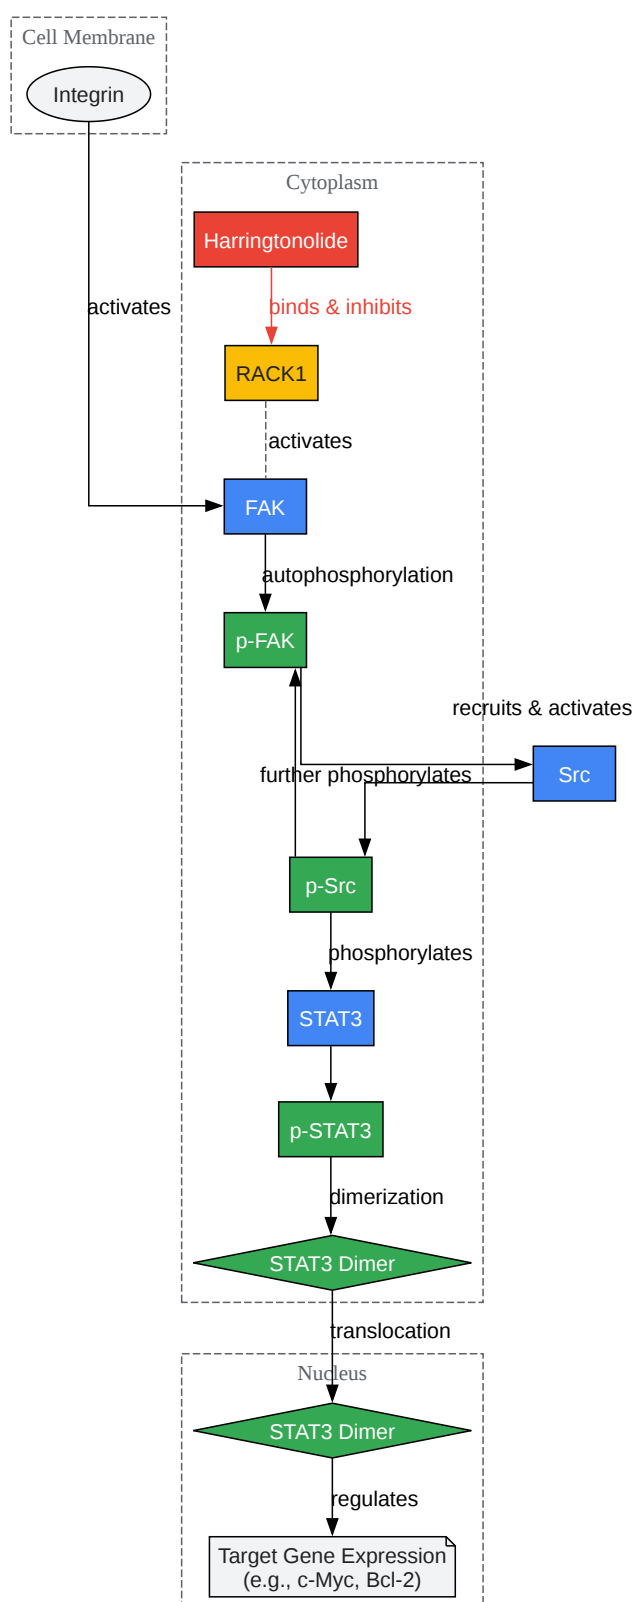 Cell Membrane
Integrin
Cytoplasm
Harringtonolide
activates
binds & inhibits
RACK1
activates
FAK
autophosphorylation
p-FAK
recruits & activates
further phosphorylates
Src
p-Src
phosphorylates
STAT3
p-STAT3
dimerization
STAT3 Dimer
translocation
Nucleus
STAT3 Dimer
regulates
Target Gene Expression
(e.g., c-Myc, Bcl-2)